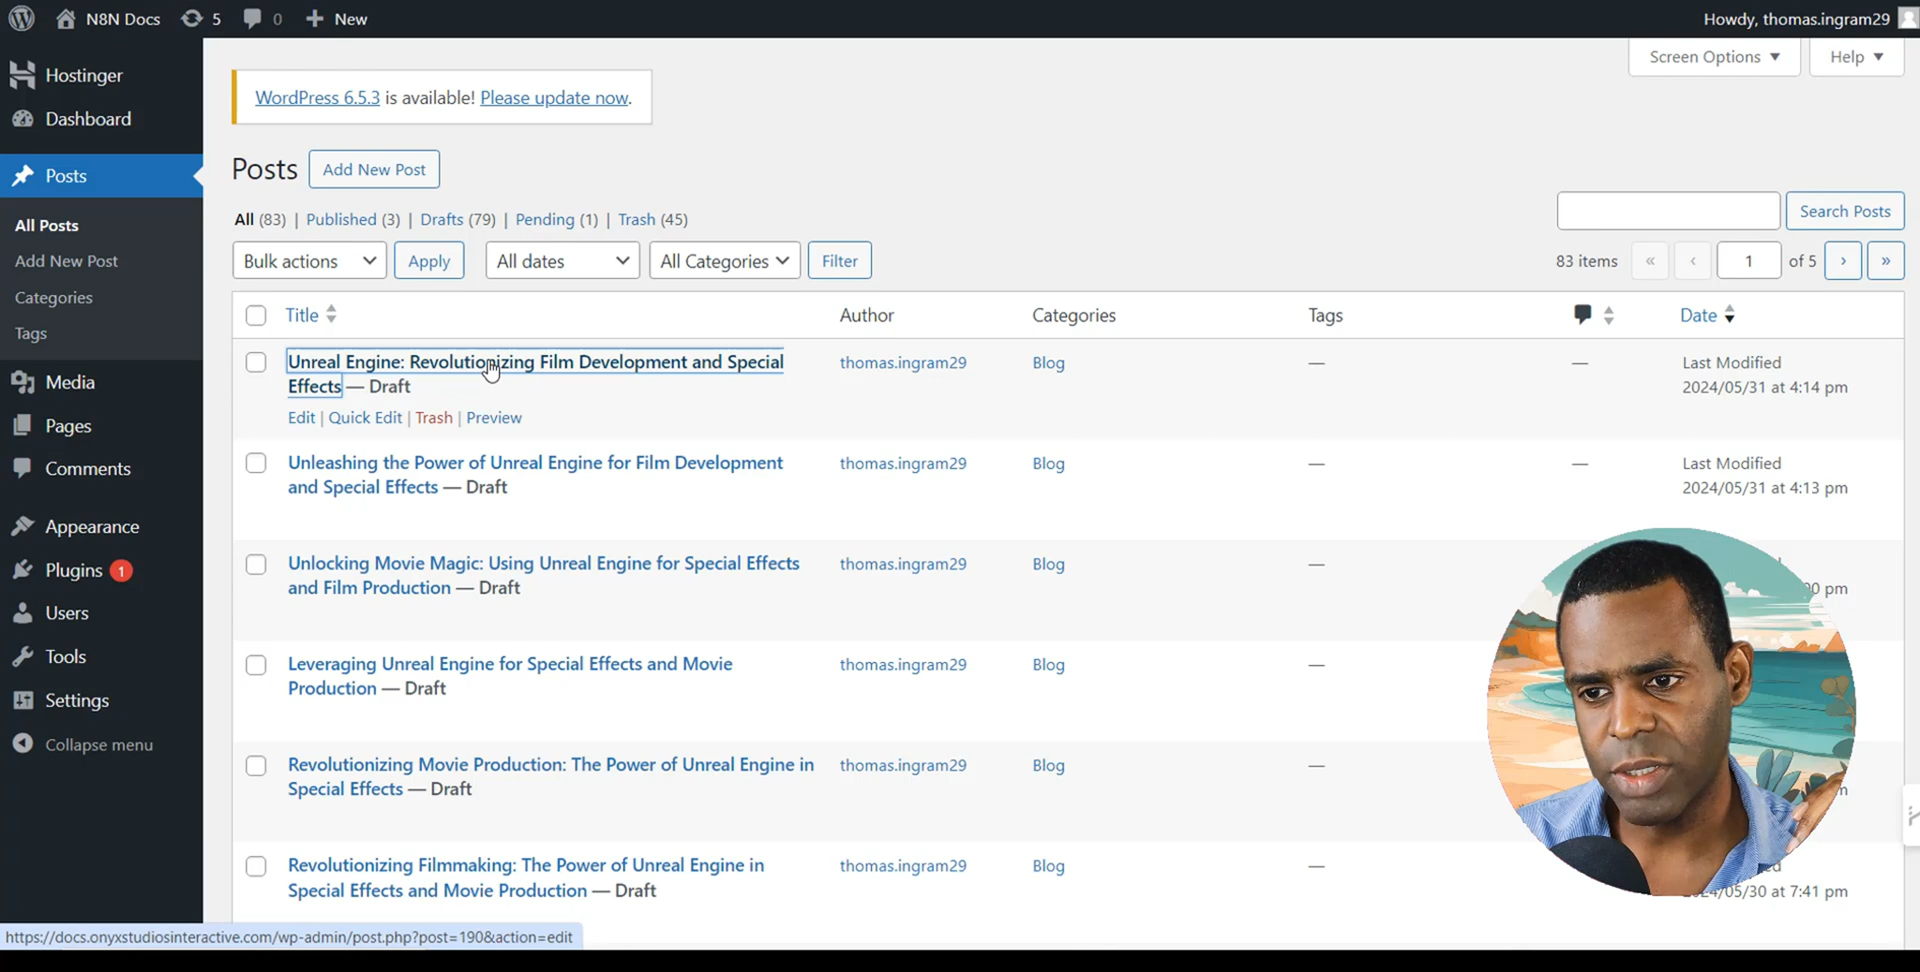 N8N Docs 5 0 New Howdy, thomas.ingram29
Screen Options Help
Hostinger
Dashboard
Posts
All Posts
Add New Post
Categories
Tags
Media
Pages
Comments
Appearance
Plugins 1
Users
Tools
Settings
Collapse menu
WordPress 6.5.3 is available! Please update now.
Posts Add New Post
All (83) | Published (3) | Drafts (79) | Pending (1) | Trash (45)
Search Posts
Bulk actions Apply All dates All Categories Filter
83 items « ‹ 1 of 5 › »
Title Author Categories Tags Date
Unreal Engine: Revolutionizing Film Development and Special thomas.ingram29 Blog — — Last Modified
Effects — Draft 2024/05/31 at 4:14 pm
Edit | Quick Edit | Trash | Preview
Unleashing the Power of Unreal Engine for Film Development thomas.ingram29 Blog — — Last Modified
and Special Effects — Draft 2024/05/31 at 4:13 pm
Unlocking Movie Magic: Using Unreal Engine for Special Effects thomas.ingram29 Blog —
and Film Production — Draft pm
Leveraging Unreal Engine for Special Effects and Movie thomas.ingram29 Blog —
Production — Draft
Revolutionizing Movie Production: The Power of Unreal Engine in thomas.ingram29 Blog —
Special Effects — Draft
Revolutionizing Filmmaking: The Power of Unreal Engine in thomas.ingram29 Blog —
Special Effects and Movie Production — Draft 2024/05/30 at 7:41 pm
https://docs.onyxstudiosinteractive.com/wp-admin/post.php?post=190&action=edit